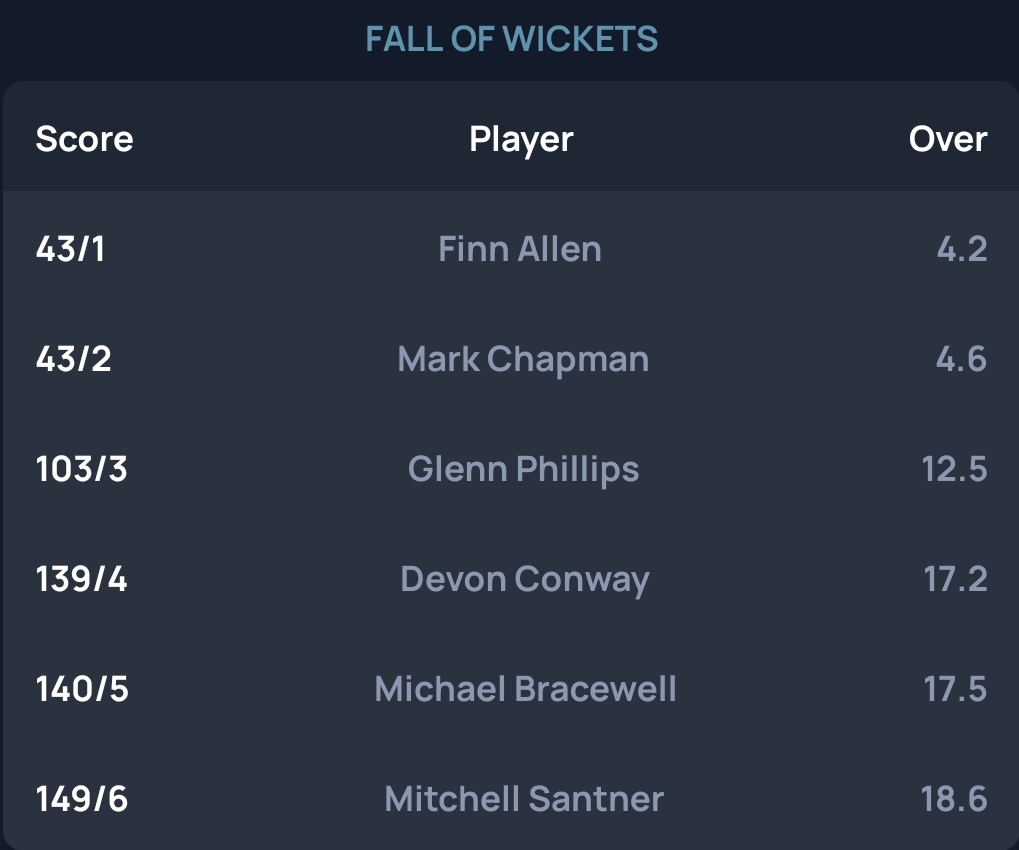 FALL OF WICKETS
Score Player Over
43/1 Finn Allen 4.2
43/2 Mark Chapman 4.6
103/3 Glenn Phillips 12.5
139/4 Devon Conway 17.2
140/5 Michael Bracewell 17.5
149/6 Mitchell Santner 18.6